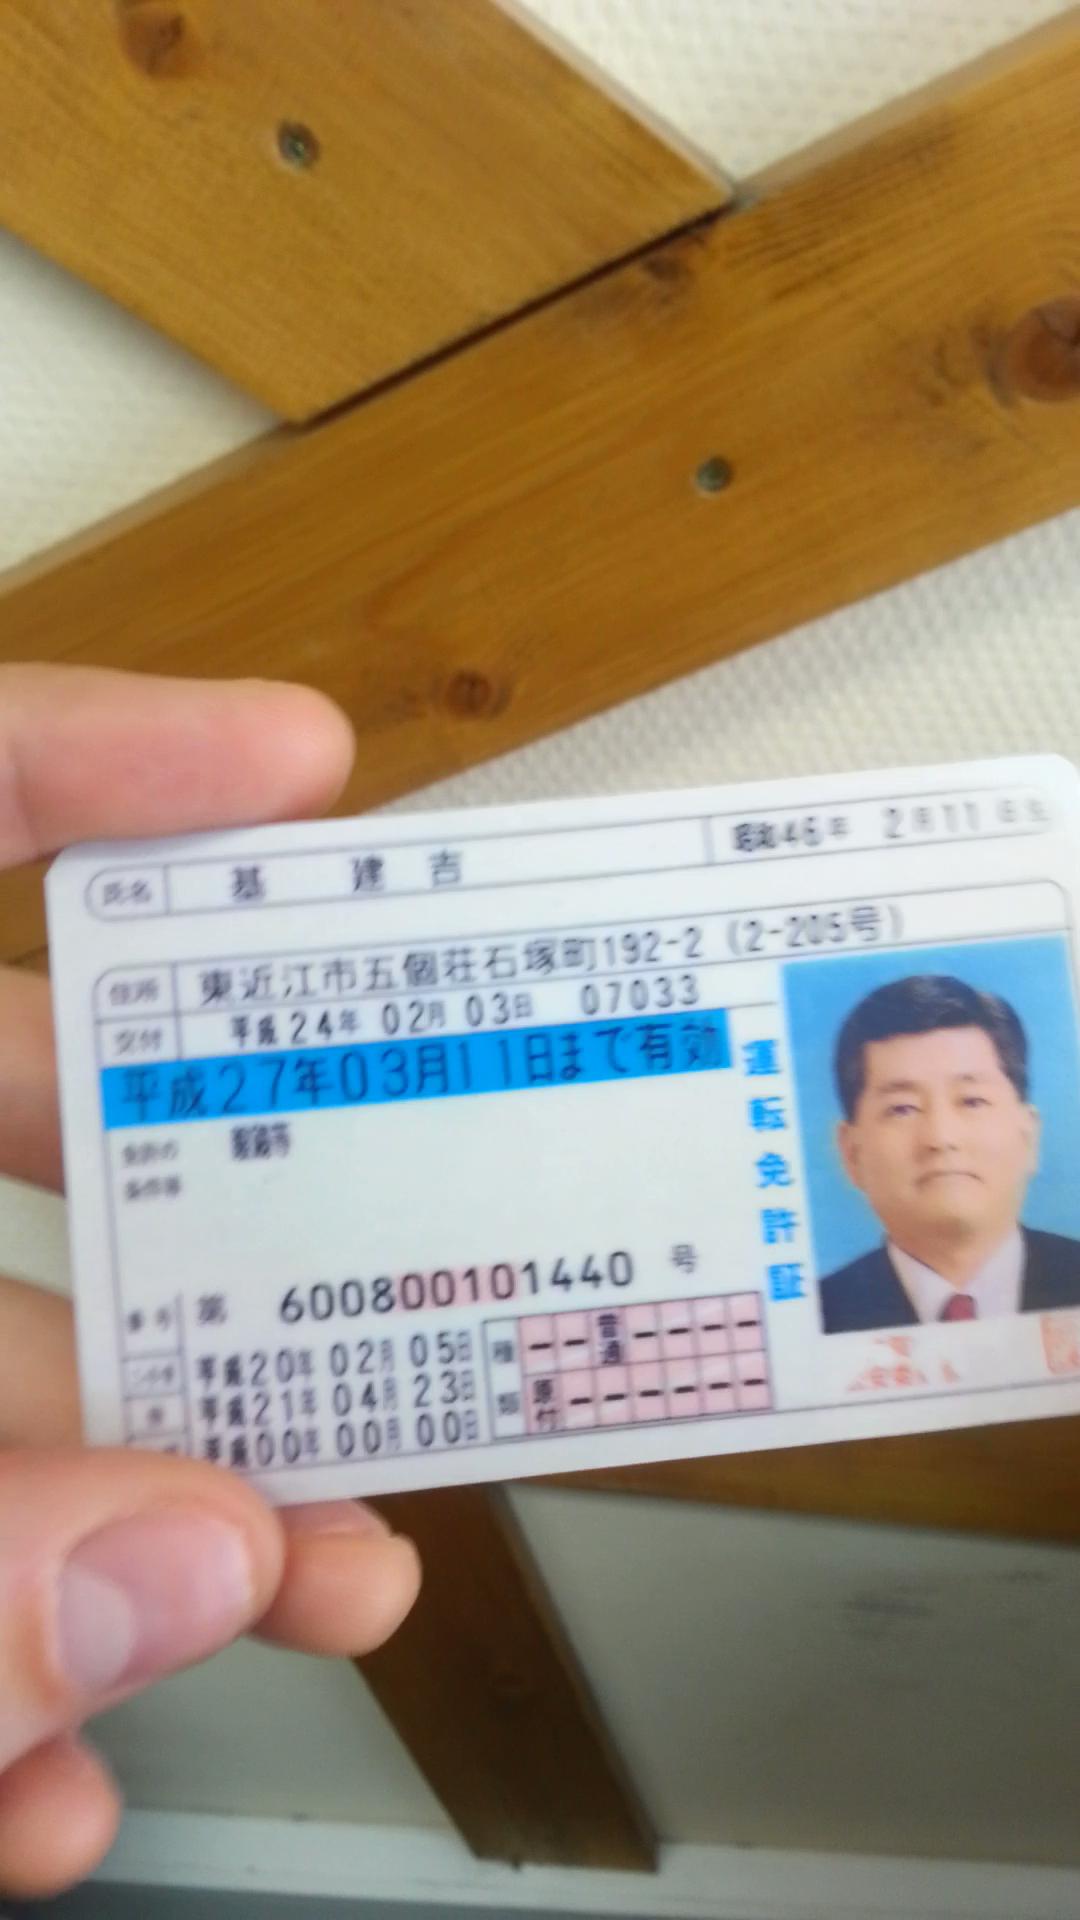 氏名 基 建吉 昭和46年 2月11日生
住所 東近江市五個荘石塚町192-2 (2-205号)
交付 平成24年 02月 03日 07033
平成27年03月11日まで有効
免許の 眼鏡等
条件等
運転免許証
番号 第 600800101440 号
平成20年 02月 05日
平成21年 04月 23日
平成00年 00月 00日
種類
普通
原付